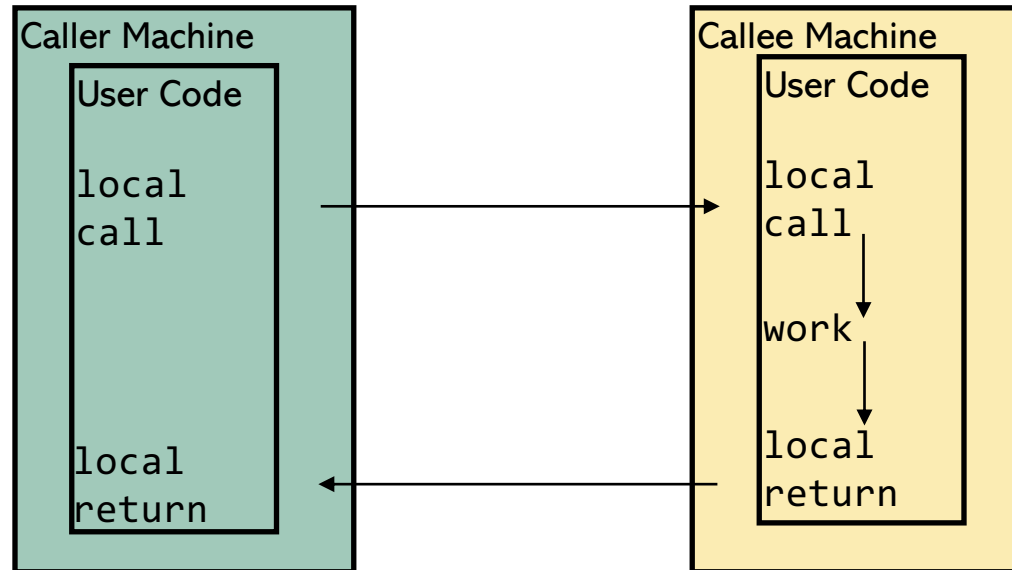 Caller Machine
User Code
local
call
local
return
Callee Machine
User Code
local
call
work
local
return